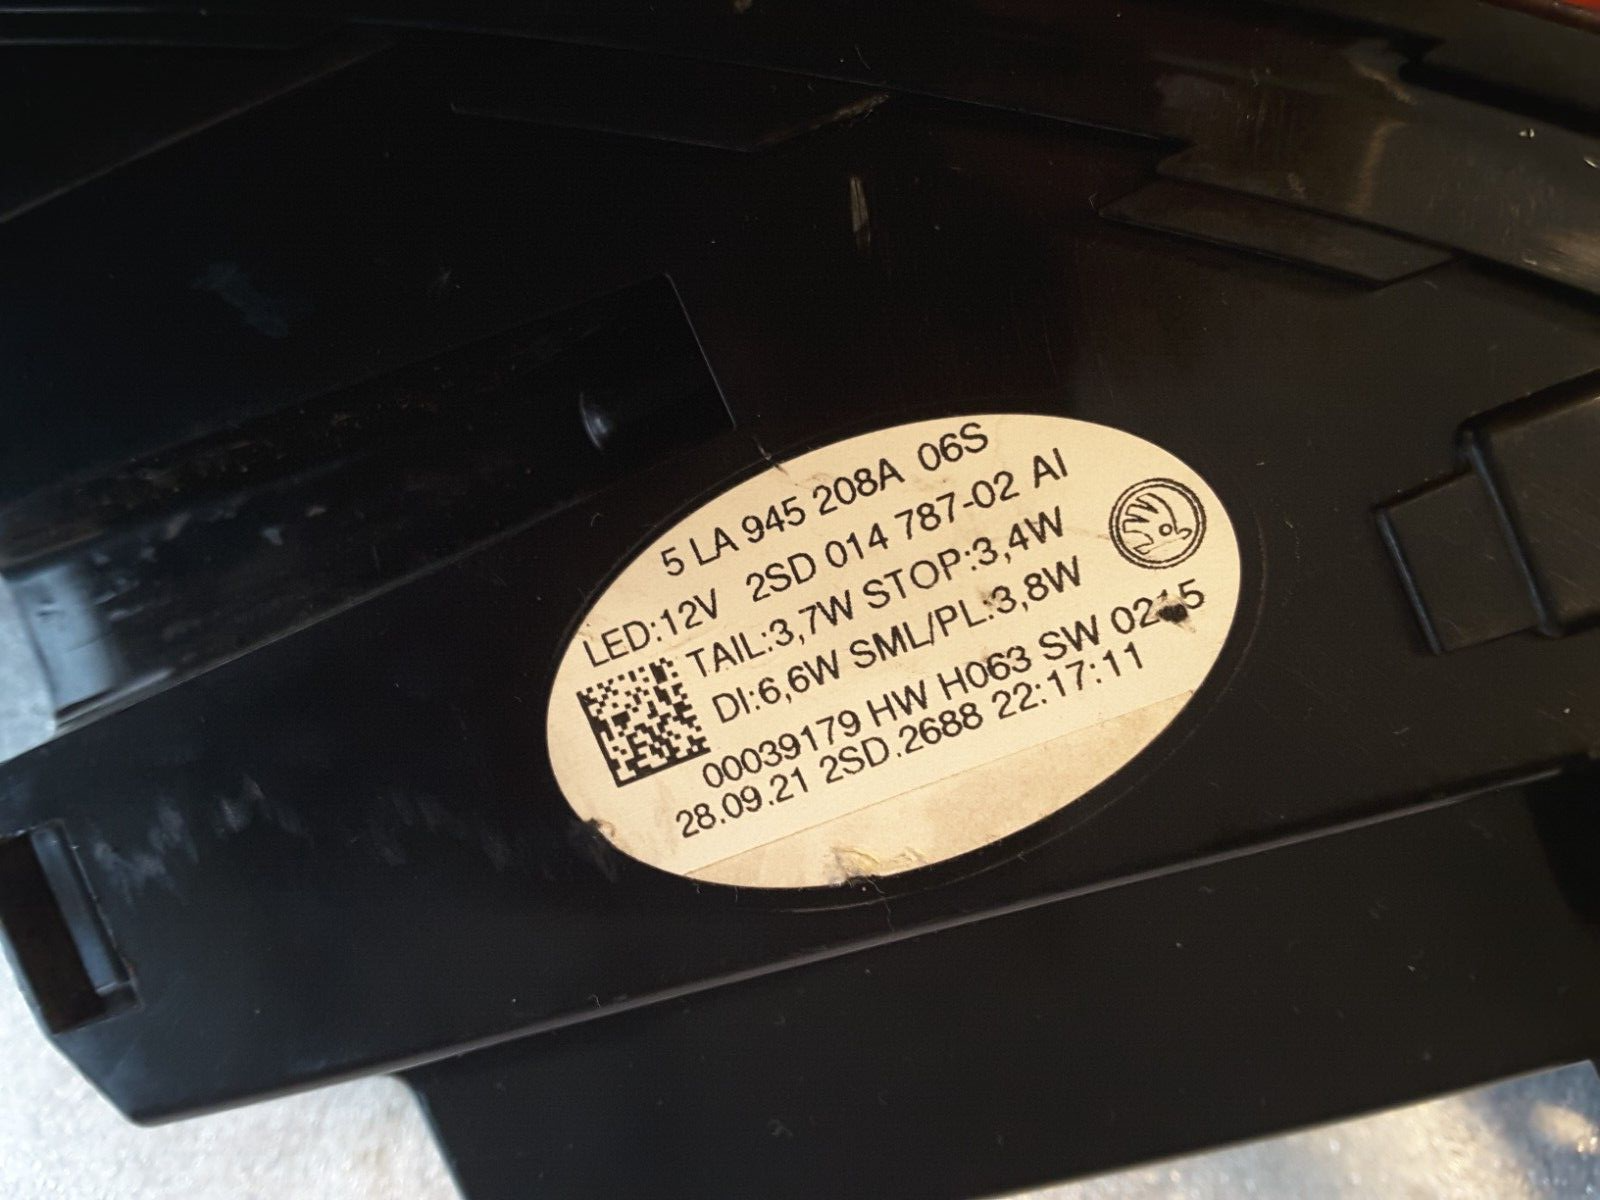 5 LA 945 208A 06S
LED:12V 2SD 014 787-02 AI
TAIL:3,7W STOP:3,4W
DI:6,6W SML/PL:3,8W
00039179 HW H063 SW
28.09.21 2SD.2688 22:17:11